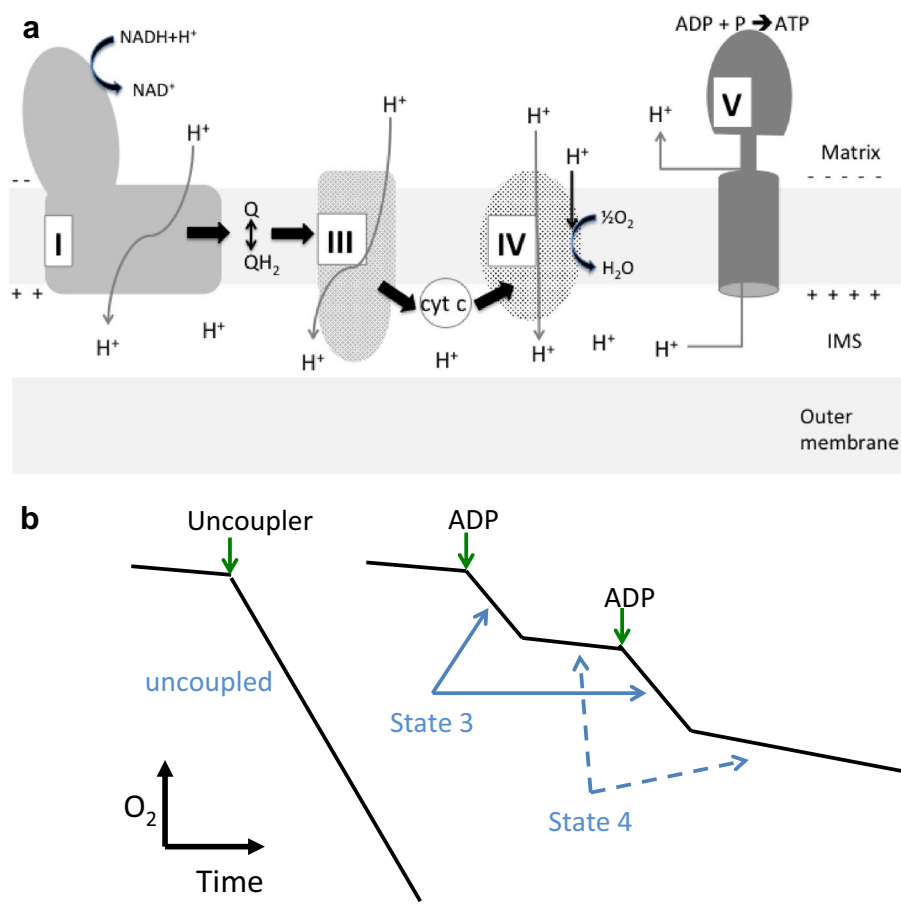 a
NADH+H⁺
NAD⁺
ADP + P ➔ ATP
H⁺
H⁺
H⁺
H⁺
H⁺
V
Matrix
- -
- - - - -
I
Q
QH₂
III
IV
½O₂
H₂O
cyt c
+ +
+ + + +
H⁺
H⁺
H⁺
H⁺
H⁺
H⁺
H⁺
IMS
Outer
membrane
b
Uncoupler
ADP
ADP
uncoupled
State 3
State 4
O₂
Time